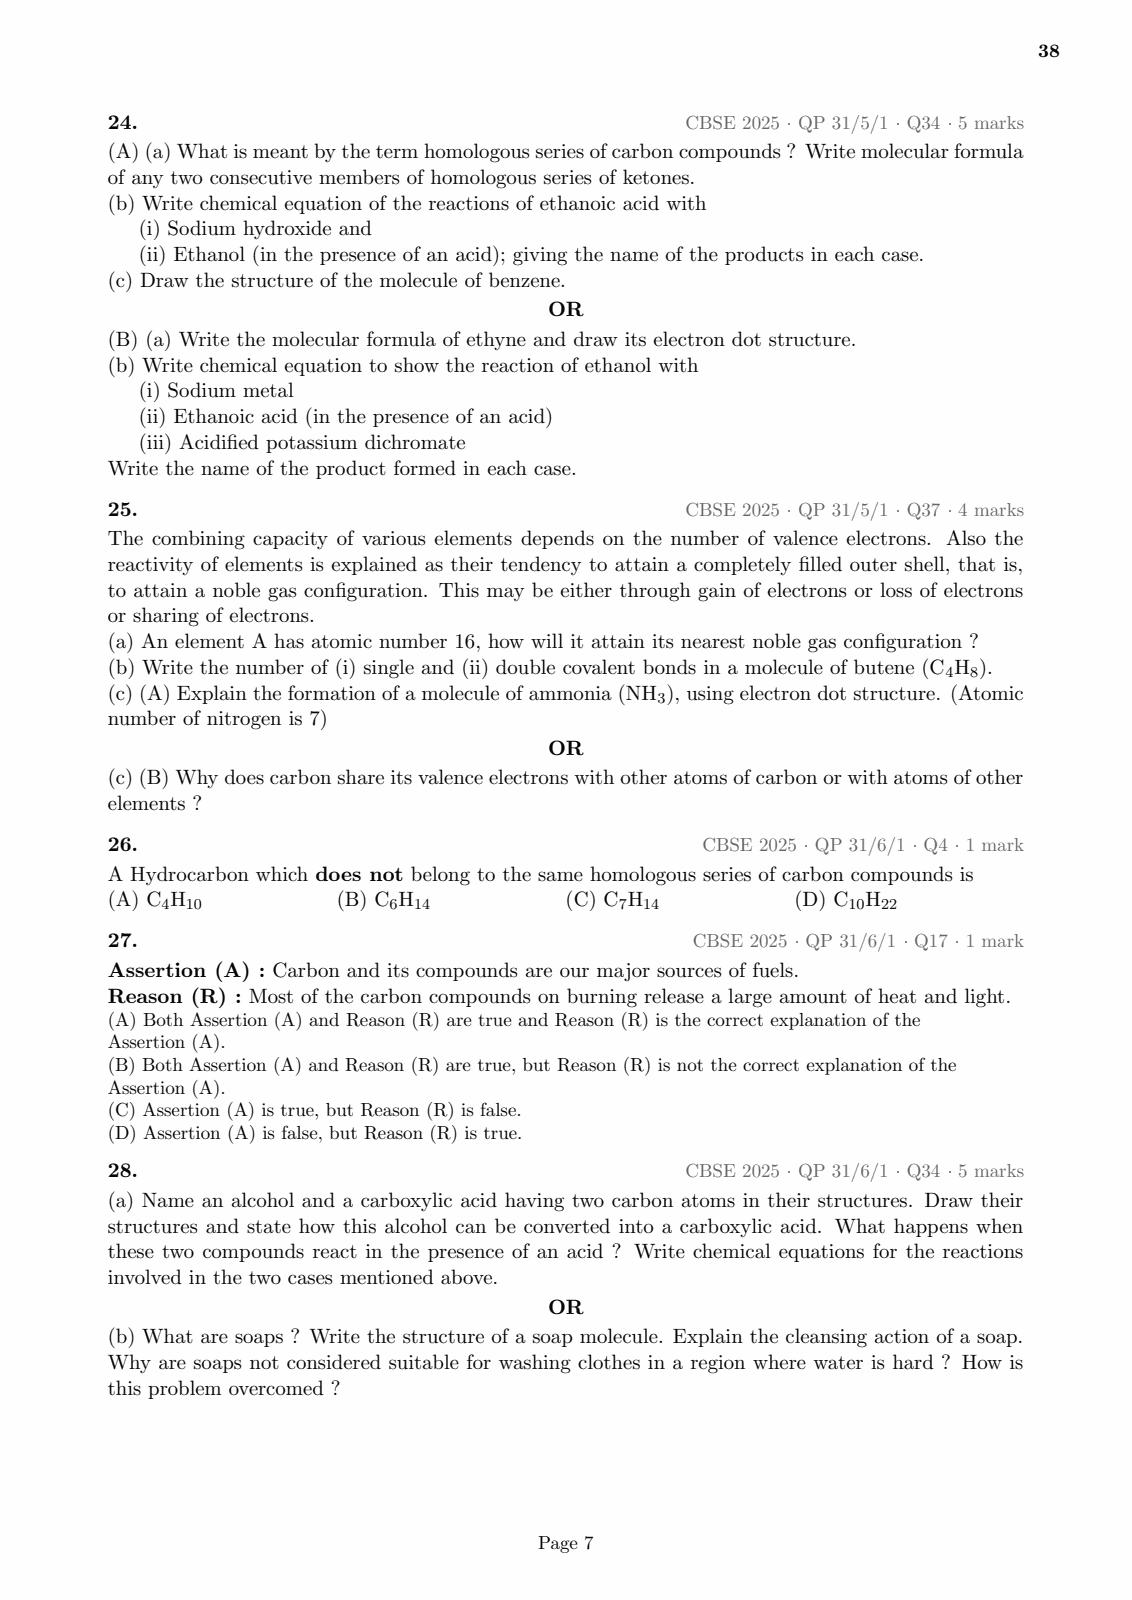 38
24. CBSE 2025 · QP 31/5/1 · Q34 · 5 marks
(A) (a) What is meant by the term homologous series of carbon compounds ? Write molecular formula
of any two consecutive members of homologous series of ketones.
(b) Write chemical equation of the reactions of ethanoic acid with
(i) Sodium hydroxide and
(ii) Ethanol (in the presence of an acid); giving the name of the products in each case.
(c) Draw the structure of the molecule of benzene.
OR
(B) (a) Write the molecular formula of ethyne and draw its electron dot structure.
(b) Write chemical equation to show the reaction of ethanol with
(i) Sodium metal
(ii) Ethanoic acid (in the presence of an acid)
(iii) Acidified potassium dichromate
Write the name of the product formed in each case.
25. CBSE 2025 · QP 31/5/1 · Q37 · 4 marks
The combining capacity of various elements depends on the number of valence electrons. Also the
reactivity of elements is explained as their tendency to attain a completely filled outer shell, that is,
to attain a noble gas configuration. This may be either through gain of electrons or loss of electrons
or sharing of electrons.
(a) An element A has atomic number 16, how will it attain its nearest noble gas configuration ?
(b) Write the number of (i) single and (ii) double covalent bonds in a molecule of butene (C₄H₈).
(c) (A) Explain the formation of a molecule of ammonia (NH₃), using electron dot structure. (Atomic
number of nitrogen is 7)
OR
(c) (B) Why does carbon share its valence electrons with other atoms of carbon or with atoms of other
elements ?
26. CBSE 2025 · QP 31/6/1 · Q4 · 1 mark
A Hydrocarbon which does not belong to the same homologous series of carbon compounds is
(A) C₄H₁₀ (B) C₆H₁₄ (C) C₇H₁₄ (D) C₁₀H₂₂
27. CBSE 2025 · QP 31/6/1 · Q17 · 1 mark
Assertion (A) : Carbon and its compounds are our major sources of fuels.
Reason (R) : Most of the carbon compounds on burning release a large amount of heat and light.
(A) Both Assertion (A) and Reason (R) are true and Reason (R) is the correct explanation of the
Assertion (A).
(B) Both Assertion (A) and Reason (R) are true, but Reason (R) is not the correct explanation of the
Assertion (A).
(C) Assertion (A) is true, but Reason (R) is false.
(D) Assertion (A) is false, but Reason (R) is true.
28. CBSE 2025 · QP 31/6/1 · Q34 · 5 marks
(a) Name an alcohol and a carboxylic acid having two carbon atoms in their structures. Draw their
structures and state how this alcohol can be converted into a carboxylic acid. What happens when
these two compounds react in the presence of an acid ? Write chemical equations for the reactions
involved in the two cases mentioned above.
OR
(b) What are soaps ? Write the structure of a soap molecule. Explain the cleansing action of a soap.
Why are soaps not considered suitable for washing clothes in a region where water is hard ? How is
this problem overcomed ?
Page 7